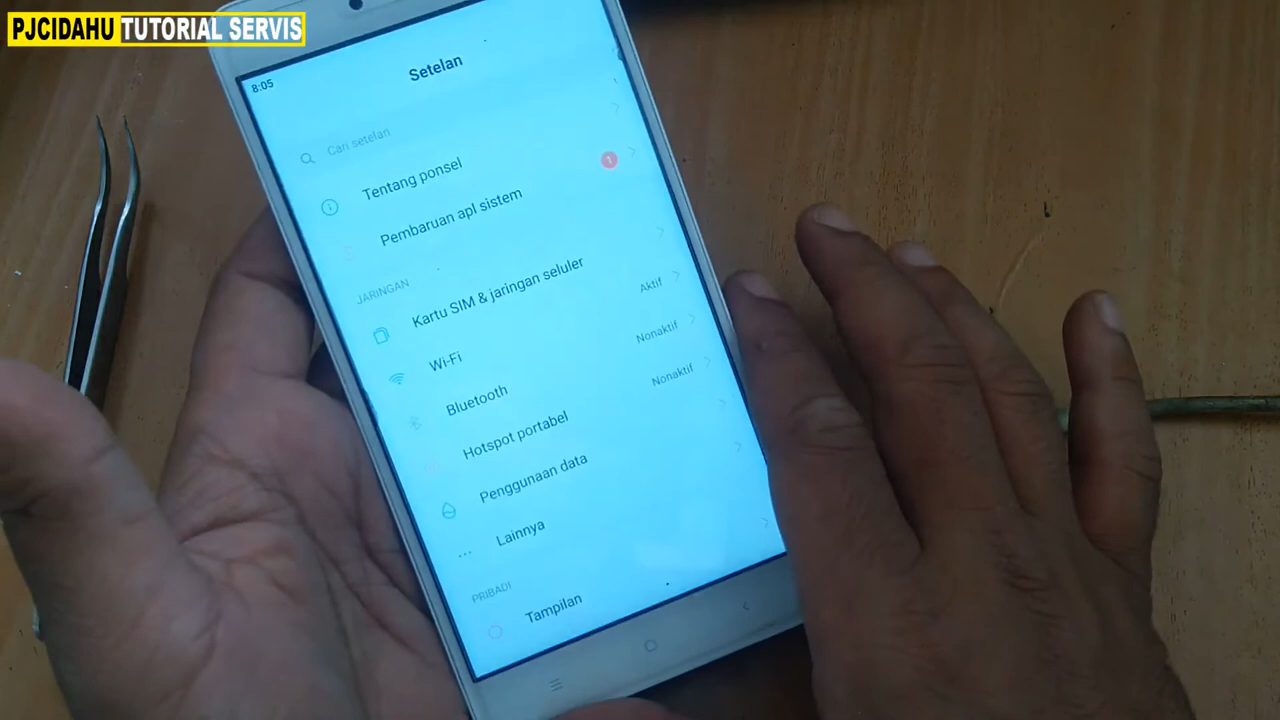 PJCIDAHU TUTORIAL SERVIS
8:05
Setelan
Cari setelan
Tentang ponsel
Pembaruan apl sistem 1
JARINGAN
Kartu SIM & jaringan seluler
Wi-Fi Aktif
Bluetooth Nonaktif
Hotspot portabel Nonaktif
Penggunaan data
Lainnya
PRIBADI
Tampilan